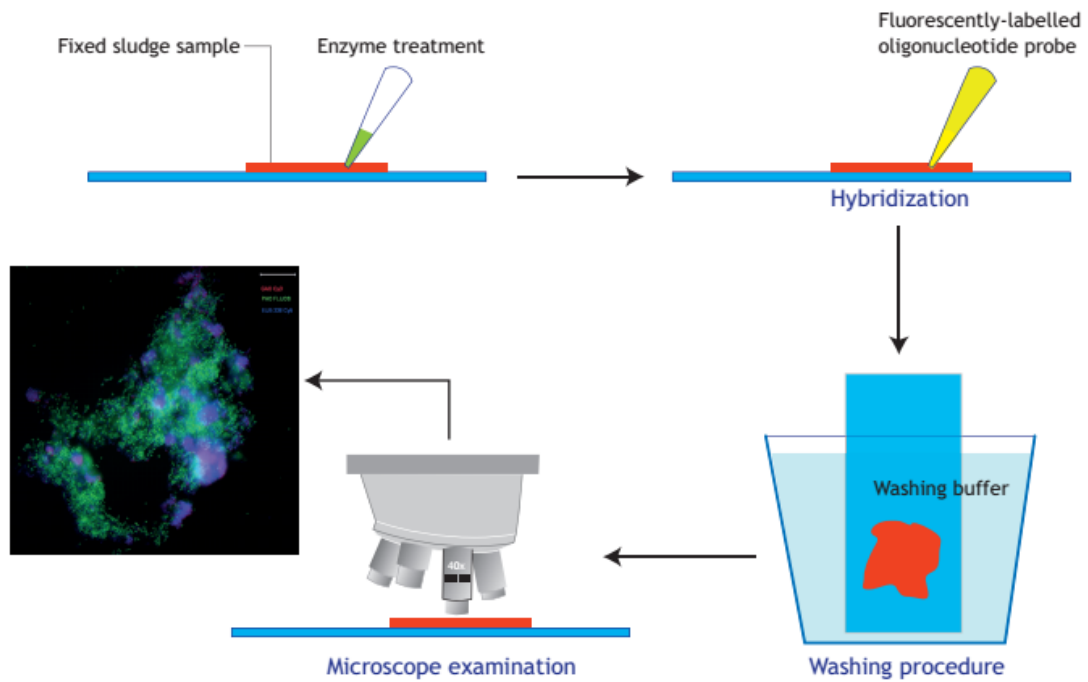 Fixed sludge sample
Enzyme treatment
Fluorescently-labelled
oligonucleotide probe
Hybridization
Washing buffer
40x
Microscope examination
Washing procedure